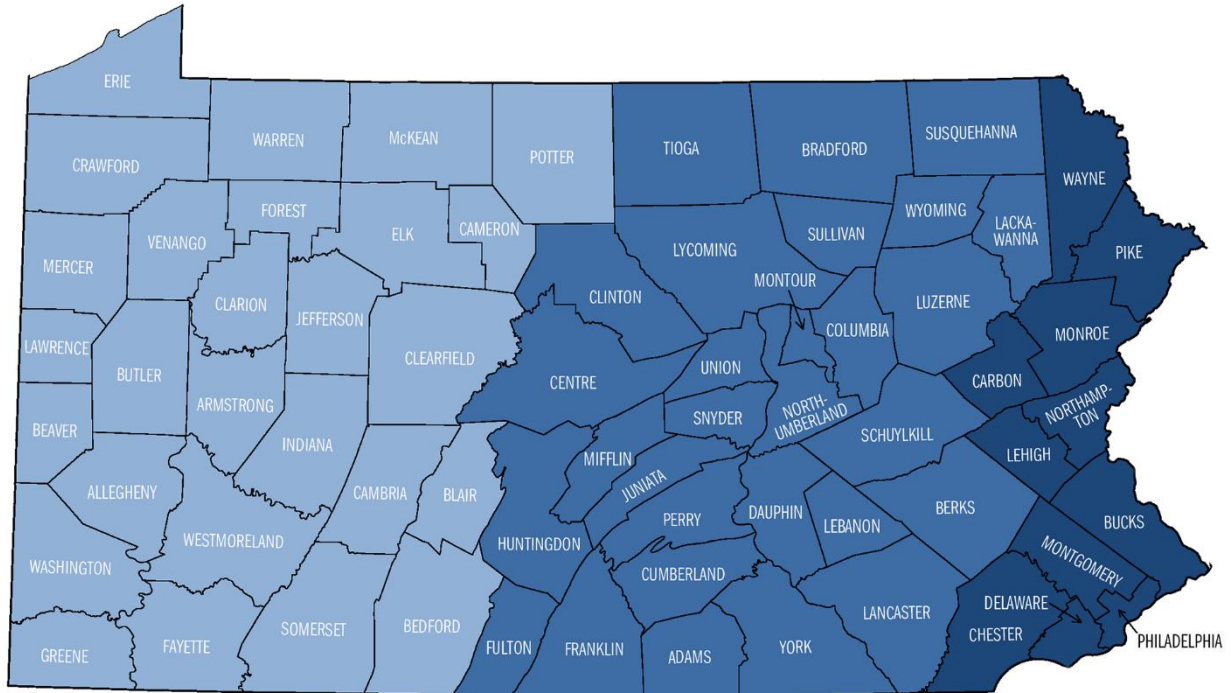 ERIE
WARREN
McKEAN
POTTER
TIOGA
BRADFORD
SUSQUEHANNA
CRAWFORD
WAYNE
FOREST
VENANGO
ELK
CAMERON
WYOMING
LACKA-
WANNA
SULLIVAN
LYCOMING
PIKE
MERCER
MONTOUR
CLINTON
LUZERNE
CLARION
JEFFERSON
COLUMBIA
MONROE
LAWRENCE
CLEARFIELD
BUTLER
UNION
CENTRE
CARBON
ARMSTRONG
NORTHAMP-
TON
BEAVER
SNYDER
NORTH-
UMBERLAND
SCHUYLKILL
INDIANA
MIFFLIN
LEHIGH
ALLEGHENY
CAMBRIA
BLAIR
JUNIATA
BERKS
PERRY
DAUPHIN
LEBANON
BUCKS
WESTMORELAND
HUNTINGDON
WASHINGTON
CUMBERLAND
MONTGOMERY
DELAWARE
LANCASTER
SOMERSET
BEDFORD
CHESTER
PHILADELPHIA
FAYETTE
FULTON
FRANKLIN
YORK
GREENE
ADAMS